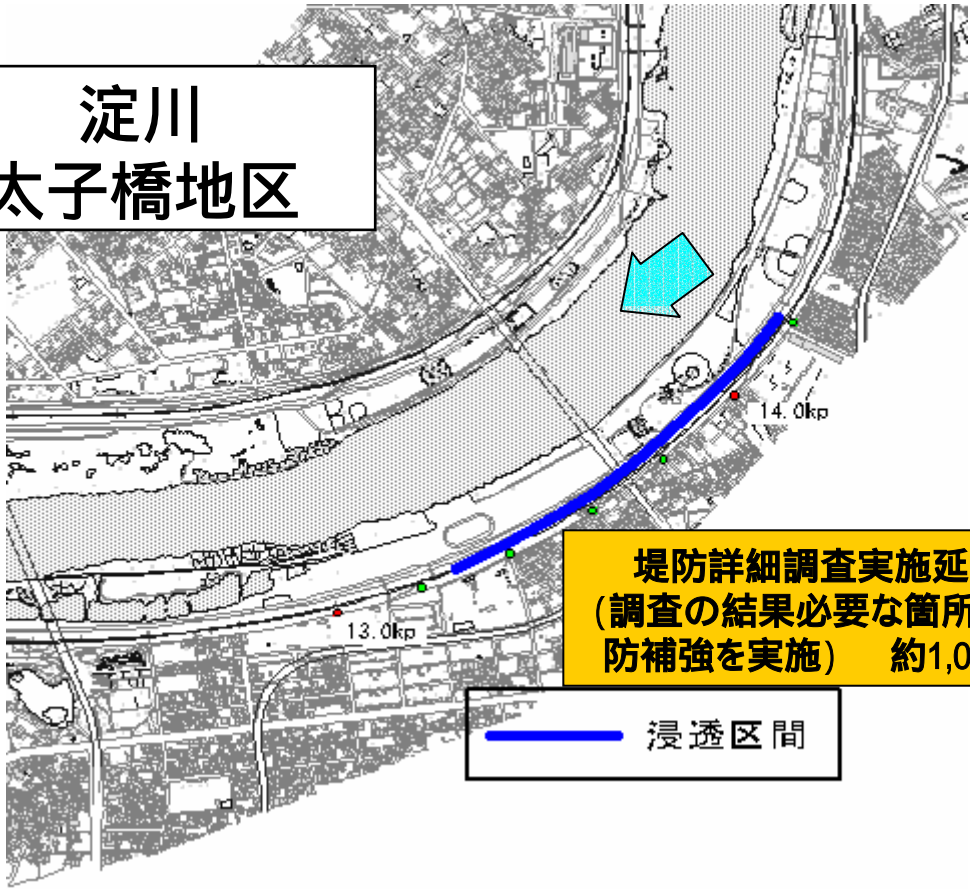 淀川
太子橋地区
14.0kp
堤防詳細調査実施延
(調査の結果必要な箇所
防補強を実施) 約1,0
13.0kp
浸透区間